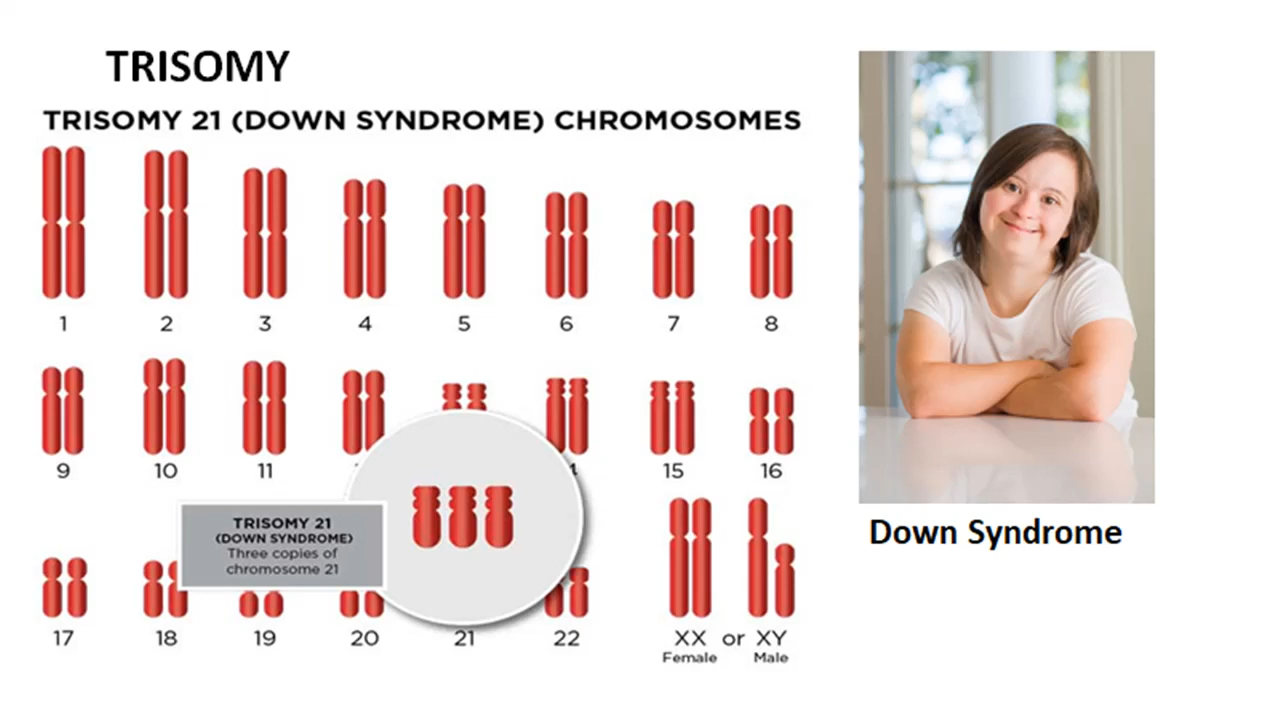 TRISOMY
TRISOMY 21 (DOWN SYNDROME) CHROMOSOMES
1 2 3 4 5 6 7 8
9 10 11 15 16
TRISOMY 21
(DOWN SYNDROME)
Three copies of
chromosome 21
17 18 19 20 21 22 XX or XY
Female Male
Down Syndrome